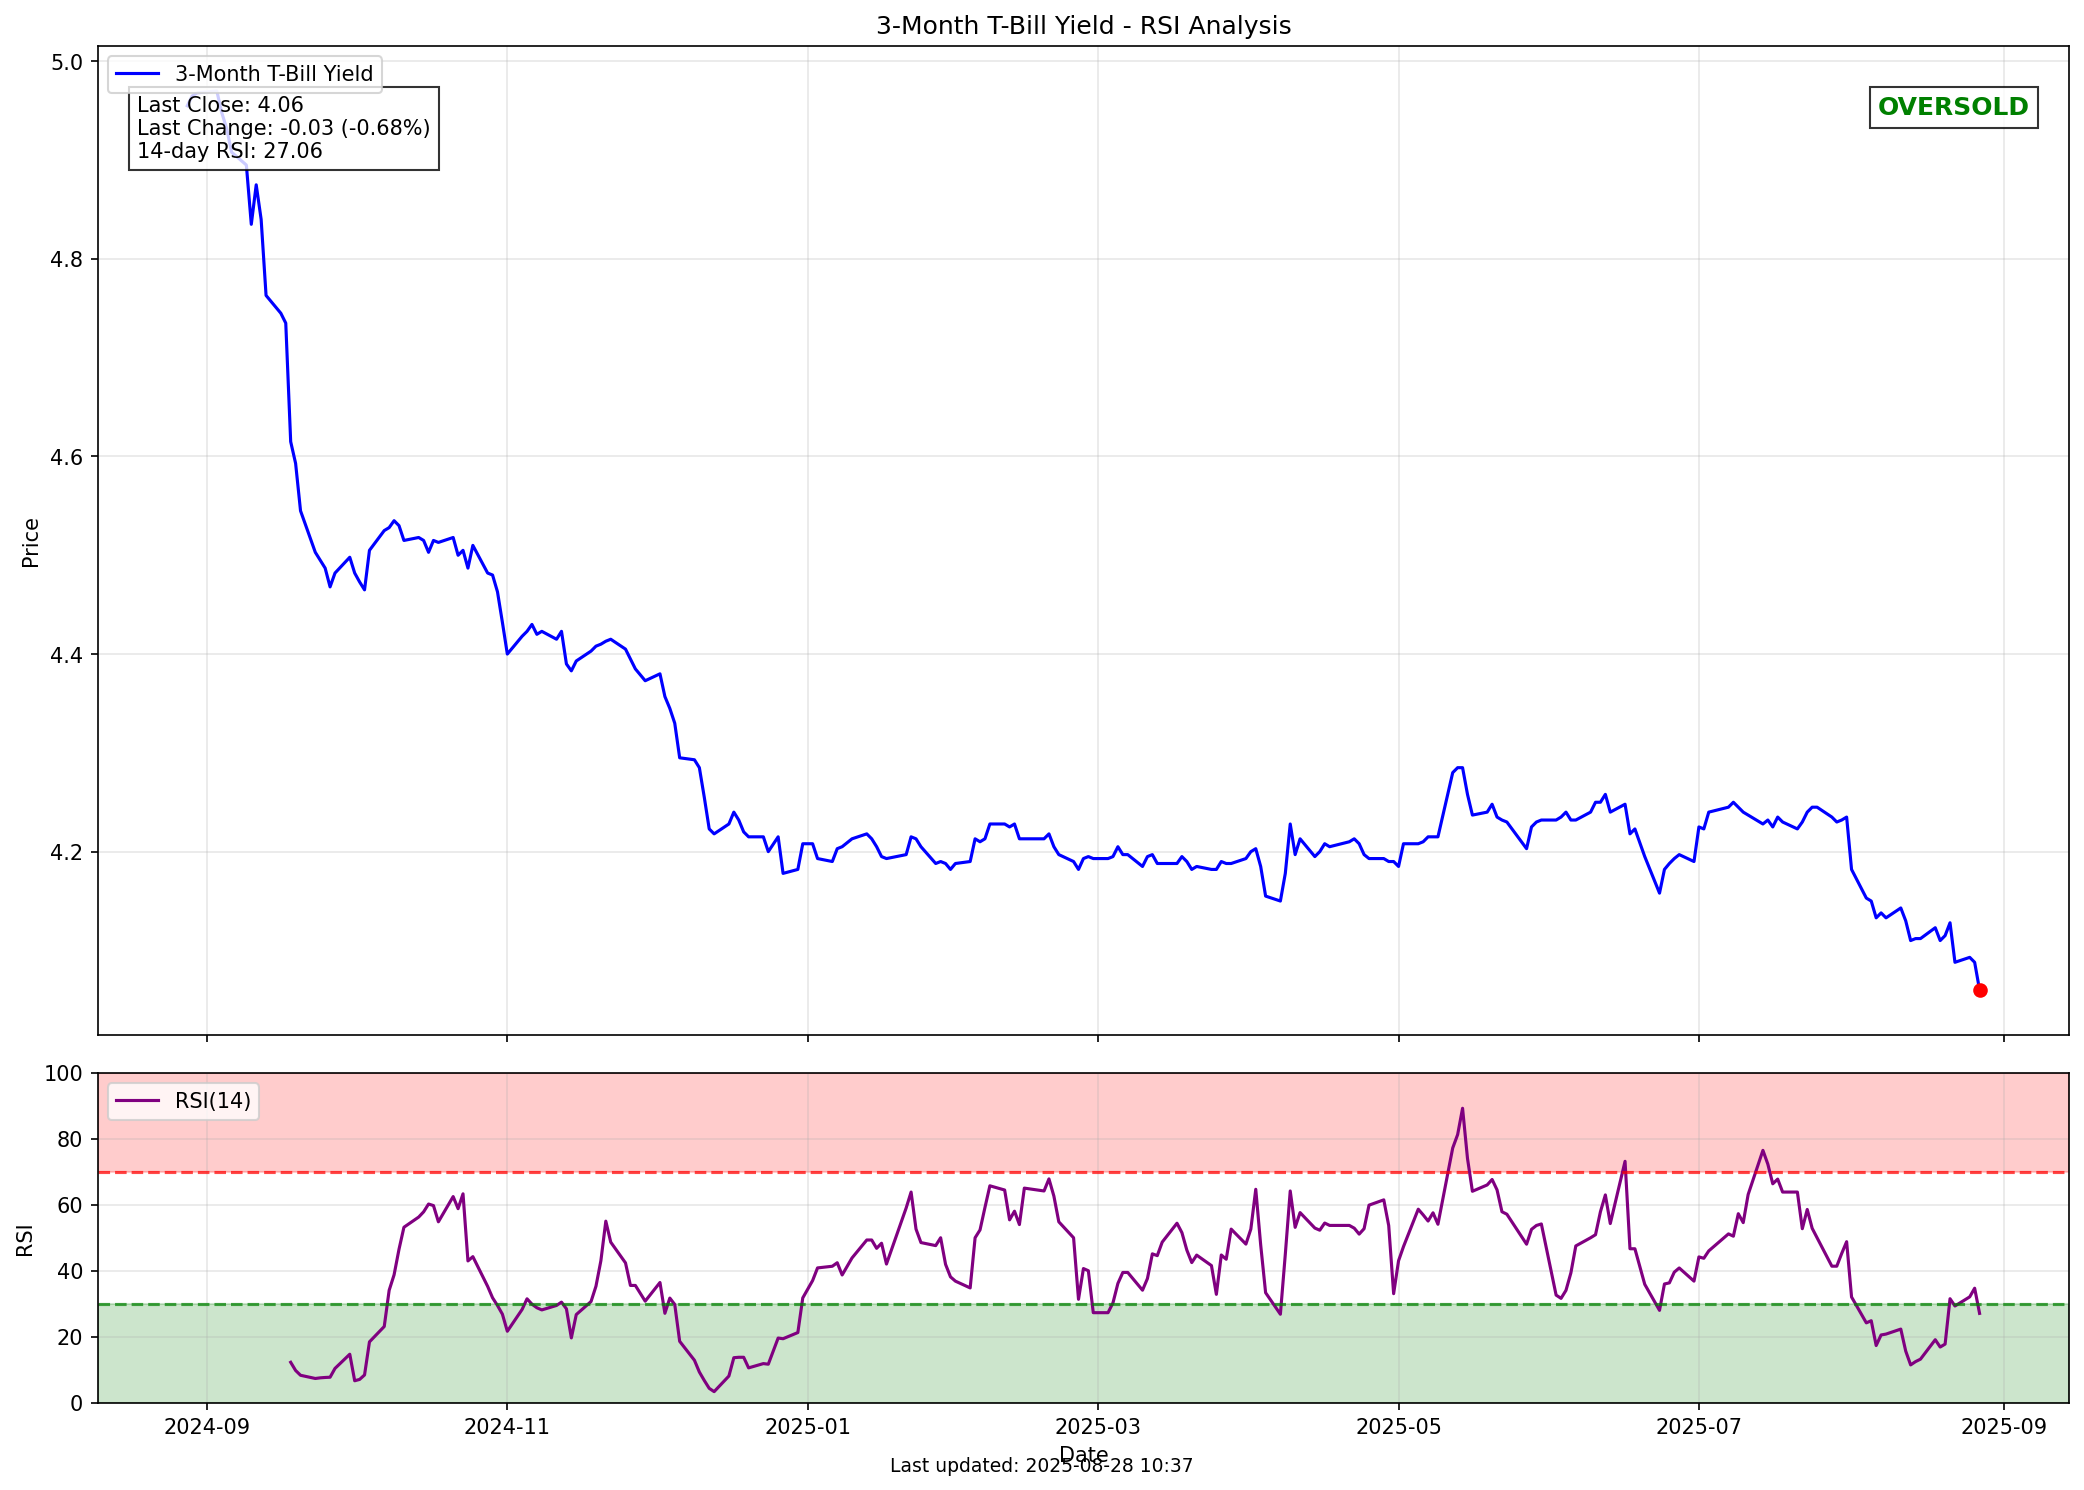 3-Month T-Bill Yield - RSI Analysis
5.0
4.8
4.6
4.4
4.2
Price
3-Month T-Bill Yield
Last Close: 4.06
Last Change: -0.03 (-0.68%)
14-day RSI: 27.06
OVERSOLD
100
80
60
40
20
0
RSI
RSI(14)
2024-09
2024-11
2025-01
2025-03
2025-05
2025-07
2025-09
Date
Last updated: 2025-08-28 10:37